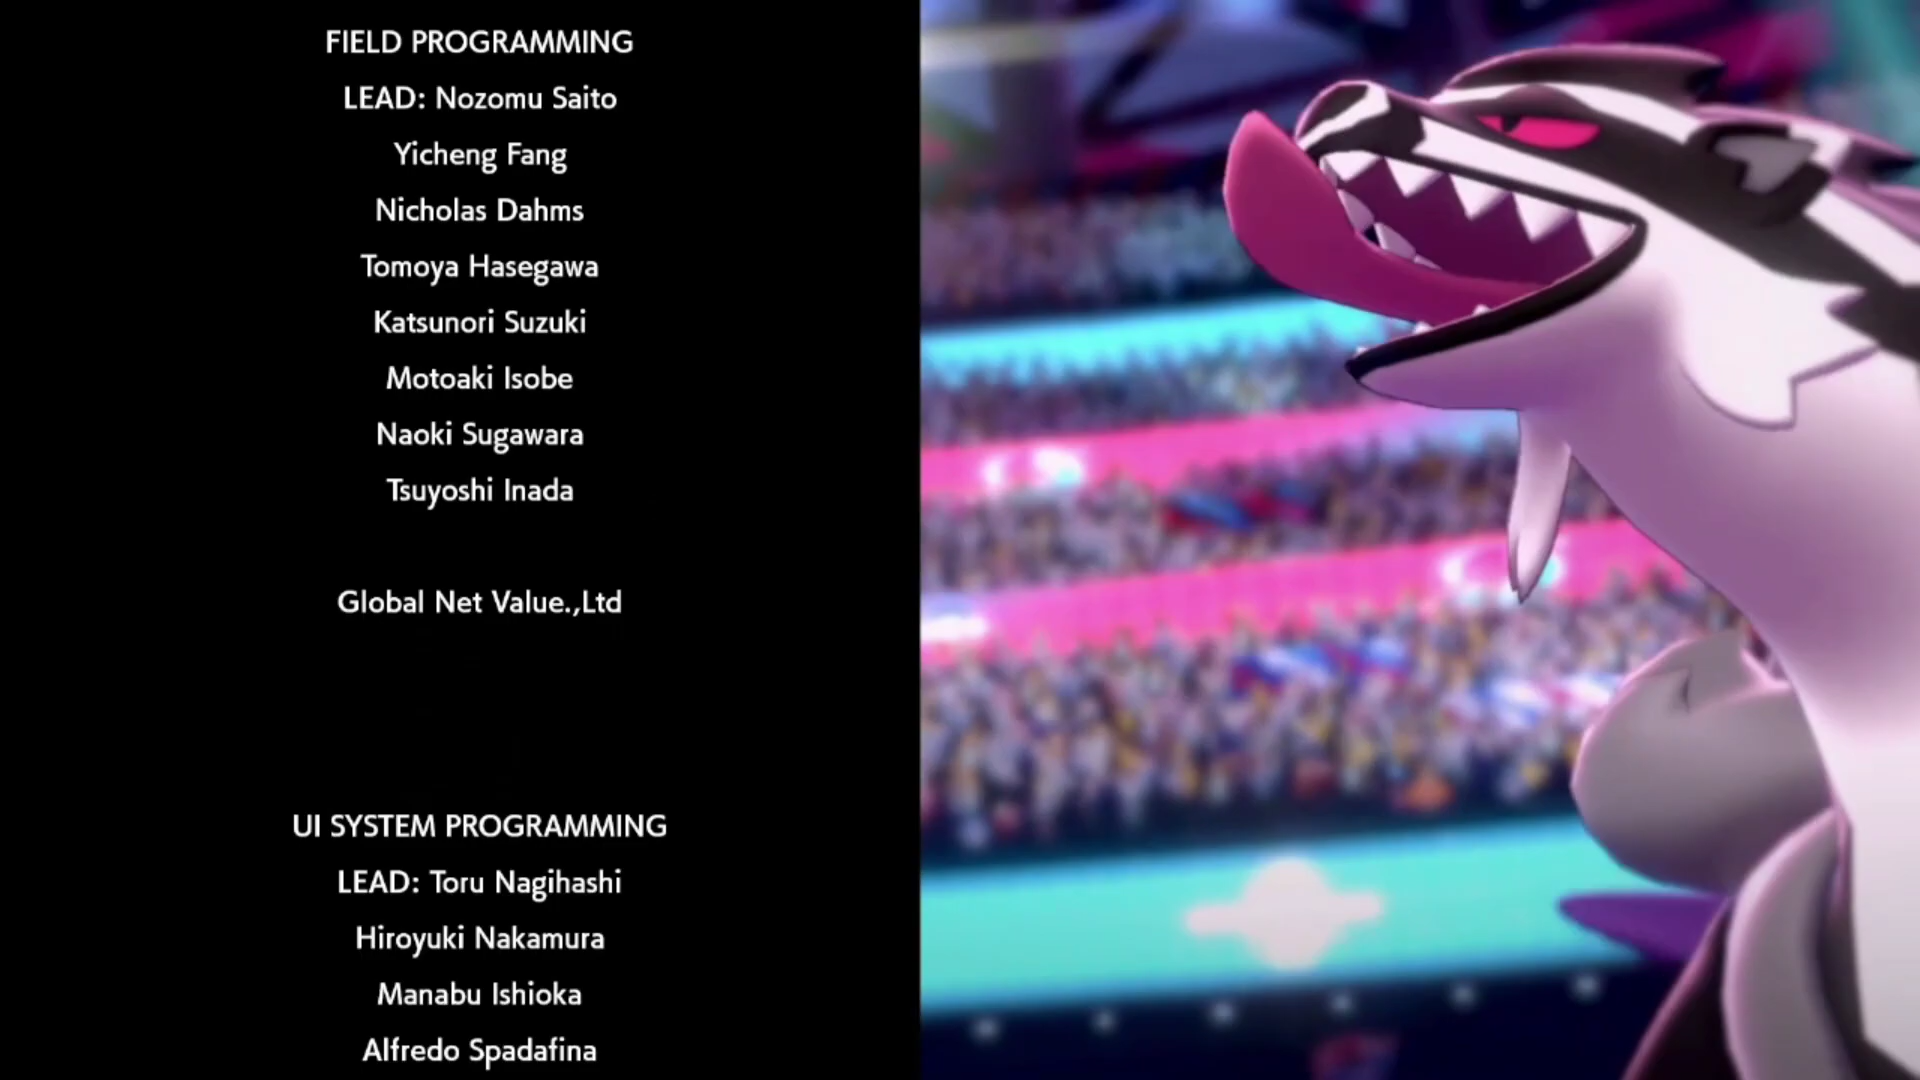 FIELD PROGRAMMING
LEAD: Nozomu Saito
Yicheng Fang
Nicholas Dahms
Tomoya Hasegawa
Katsunori Suzuki
Motoaki Isobe
Naoki Sugawara
Tsuyoshi Inada
Global Net Value.,Ltd
UI SYSTEM PROGRAMMING
LEAD: Toru Nagihashi
Hiroyuki Nakamura
Manabu Ishioka
Alfredo Spadafina